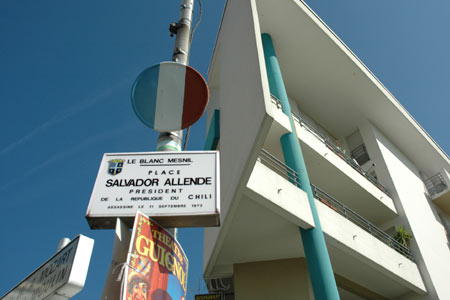 LE BLANC MESNIL
PLACE
SALVADOR ALLENDE
PRESIDENT
DE LA REPUBLIQUE DU CHILI
ASSASSINE LE 11 SEPTEMBRE 1973
GUIGNOL